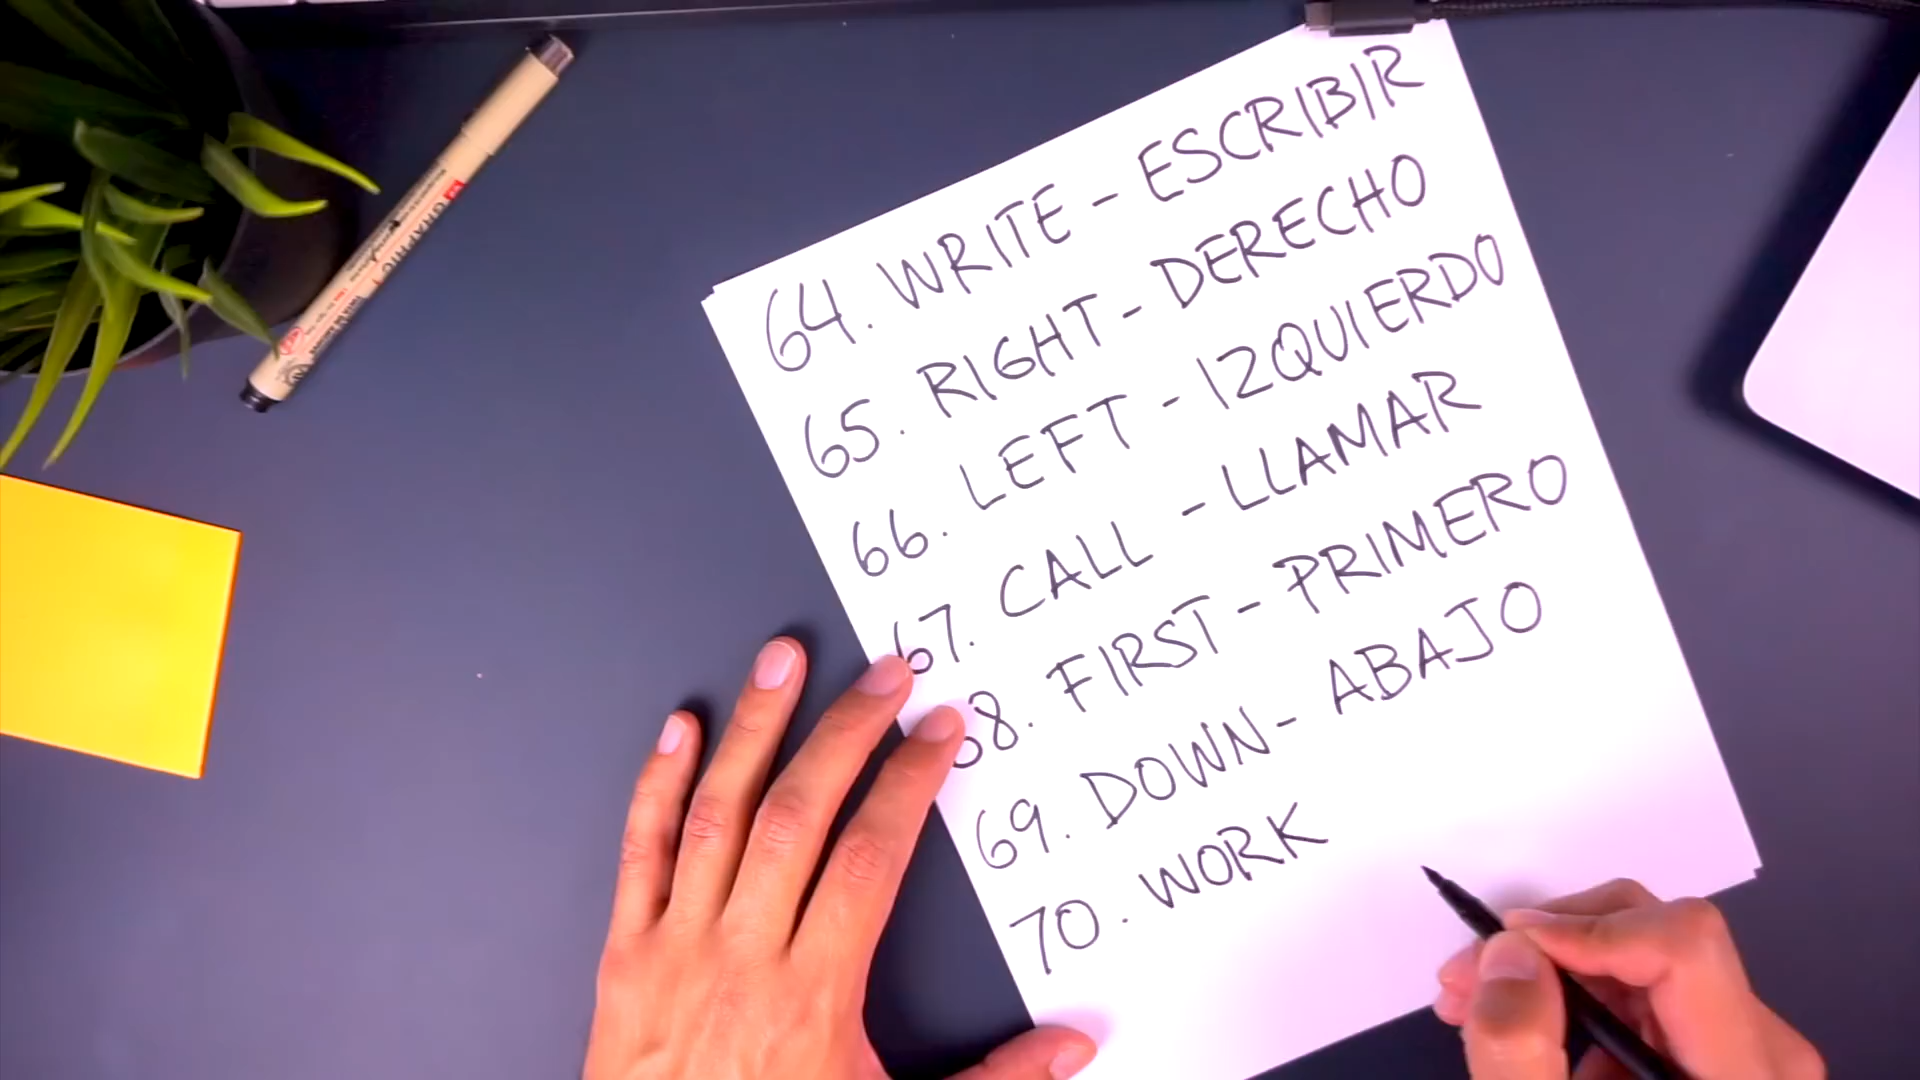 64. WRITE - ESCRIBIR
65. RIGHT - DERECHO
66. LEFT - IZQUIERDO
67. CALL - LLAMAR
68. FIRST - PRIMERO
69. DOWN - ABAJO
70. WORK
GRAPHIC